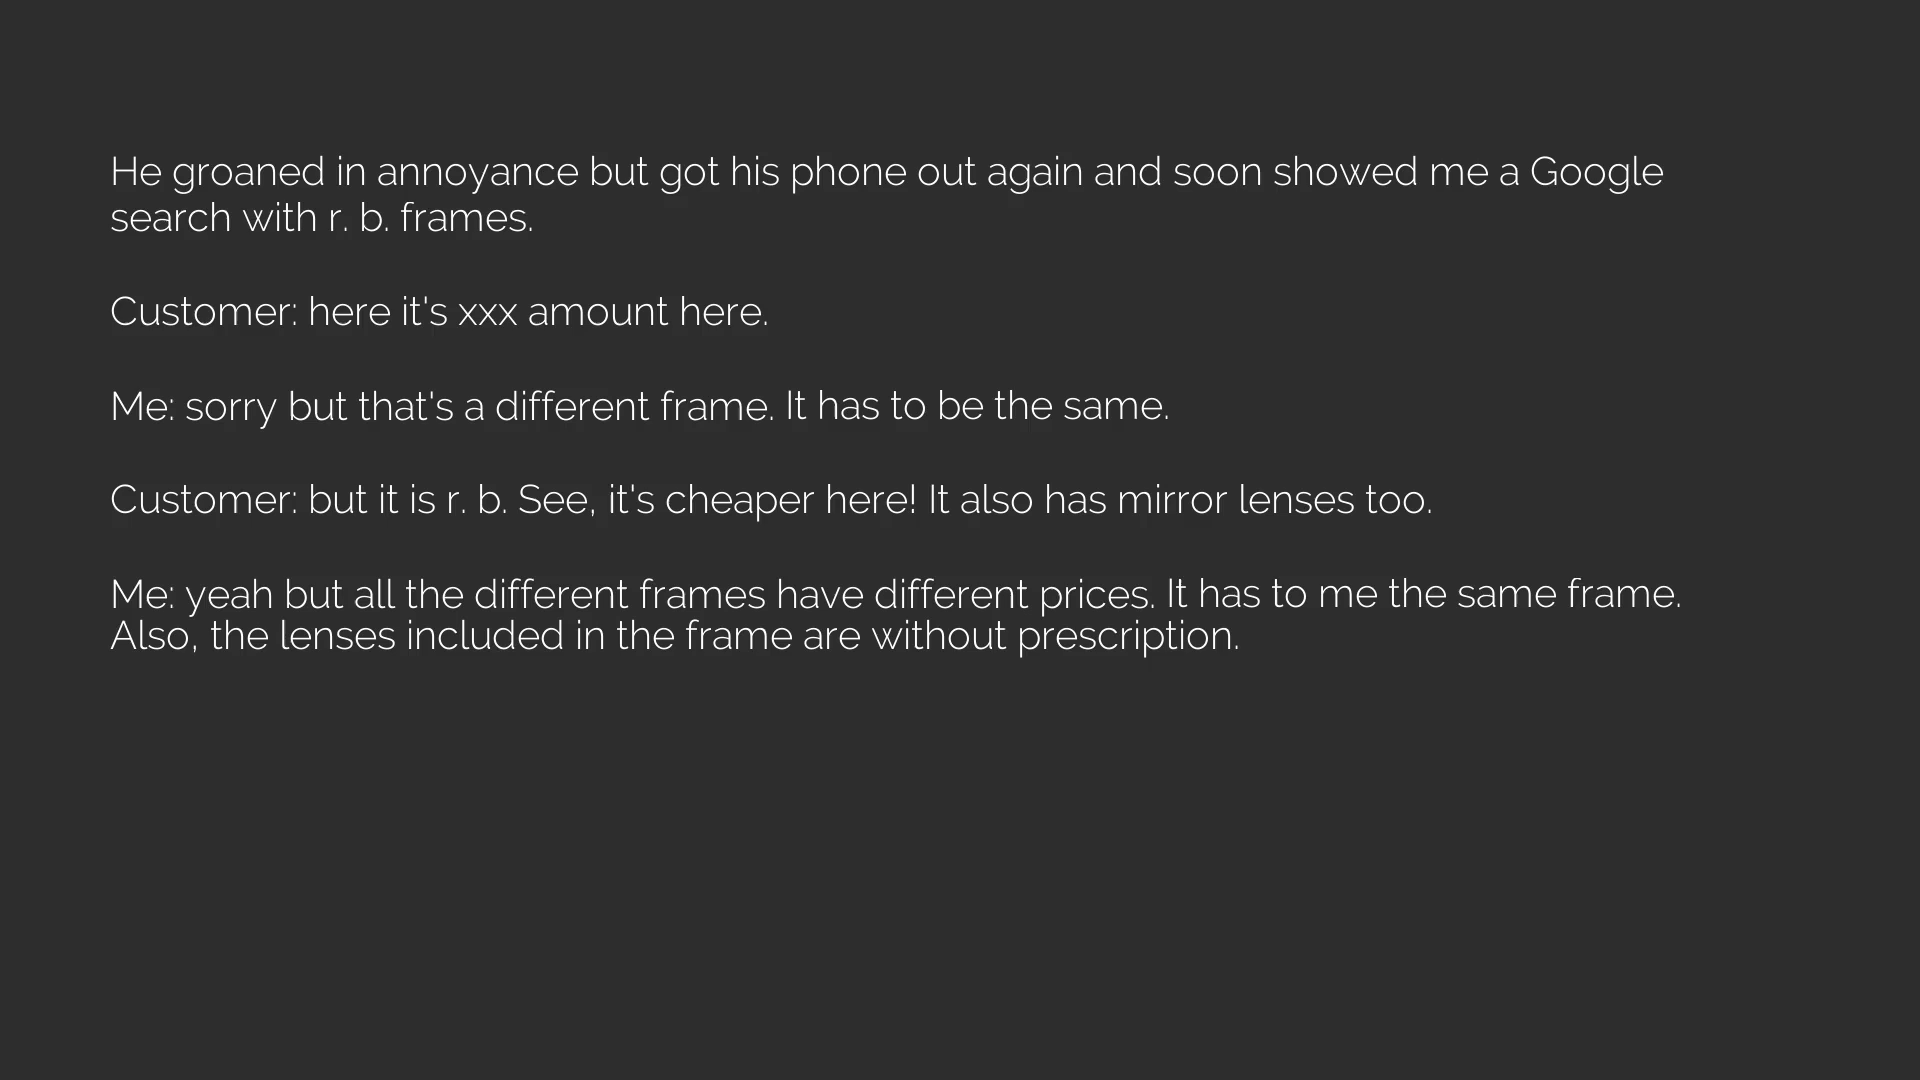 He groaned in annoyance but got his phone out again and soon showed me a Google
search with r. b. frames.
Customer: here it's xxx amount here.
Me: sorry but that's a different frame. It has to be the same.
Customer: but it is r. b. See, it's cheaper here! It also has mirror lenses too.
Me: yeah but all the different frames have different prices. It has to me the same frame.
Also, the lenses included in the frame are without prescription.